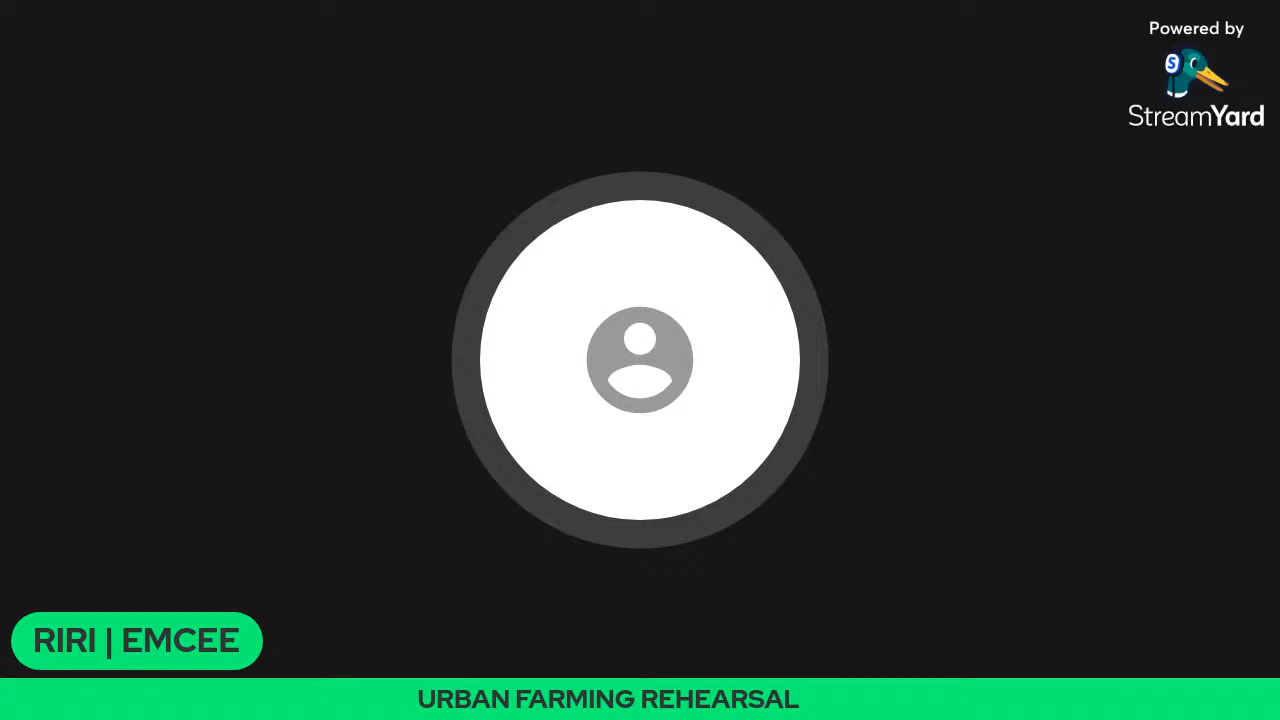 Powered by
S
StreamYard
RIRI | EMCEE
URBAN FARMING REHEARSAL